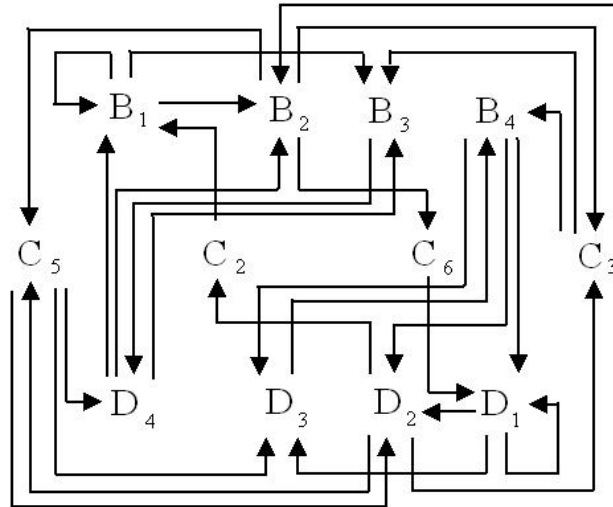 B₁ B₂ B₃ B₄
C₅ C₂ C₆ C₃
D₄ D₃ D₂ D₁